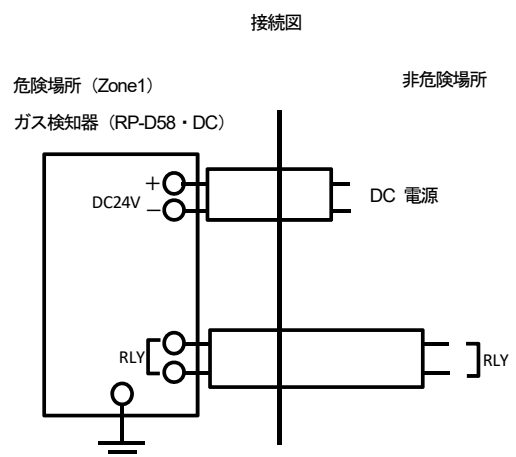 接続図
危険場所（Zone1）
非危険場所
ガス検知器（RP-D58・DC）
＋
DC24V
－
DC 電源
RLY
RLY